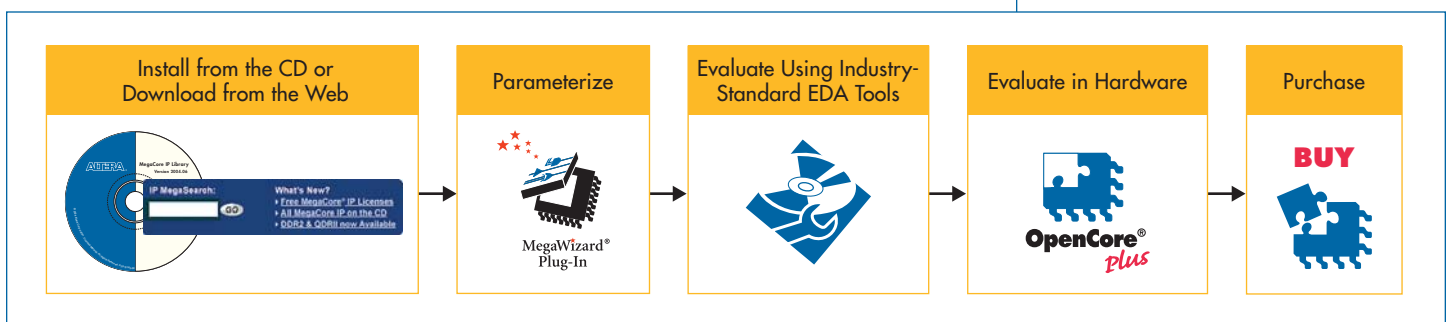 Install from the CD or
Download from the Web
ALTERA
MegaCore IP Library
Version 2004.06
IP MegaSearch:
GO
What's New?
Free MegaCore® IP Licenses
All MegaCore IP on the CD
DDR2 & QDRII now Available
Parameterize
MegaWizard®
Plug-In
Evaluate Using Industry-
Standard EDA Tools
Evaluate in Hardware
OpenCore®
Plus
Purchase
BUY